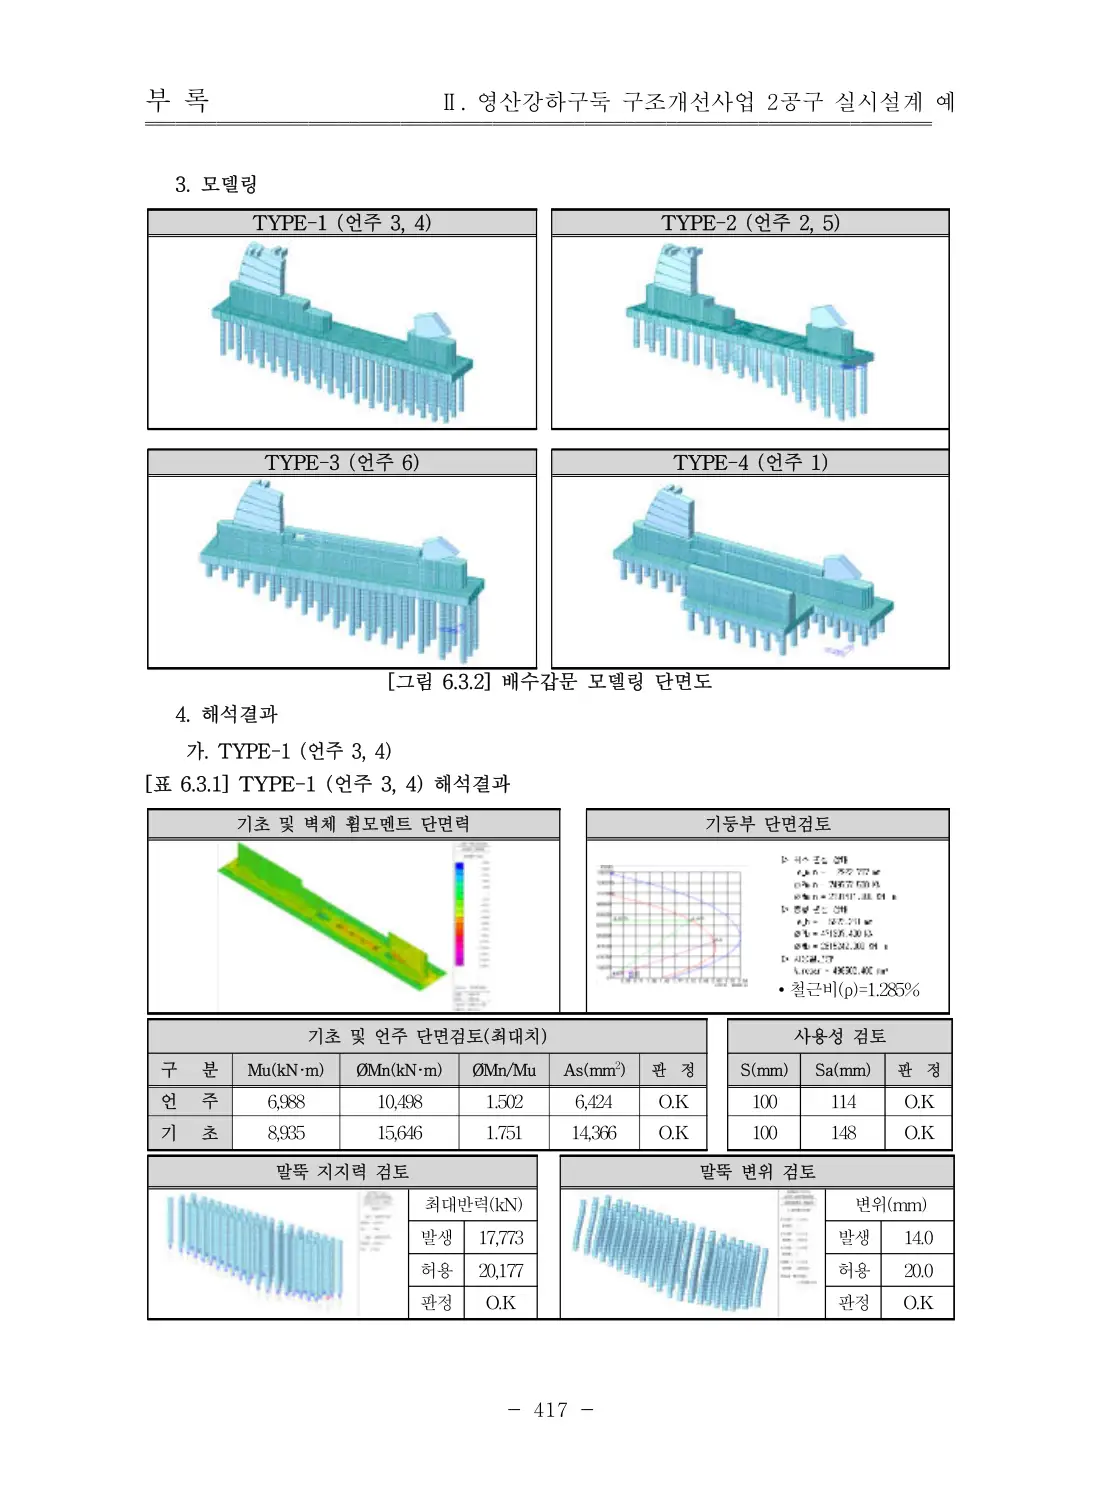 부 록 Ⅱ. 영산강하구둑 구조개선사업 2공구 실시설계 예
3. 모델링
TYPE-1 (언주 3, 4) TYPE-2 (언주 2, 5)
TYPE-3 (언주 6) TYPE-4 (언주 1)
[그림 6.3.2] 배수갑문 모델링 단면도
4. 해석결과
가. TYPE-1 (언주 3, 4)
[표 6.3.1] TYPE-1 (언주 3, 4) 해석결과
기초 및 벽체 휨모멘트 단면력 기둥부 단면검토
• 철근비(ρ)=1.285%
기초 및 언주 단면검토(최대치) 사용성 검토
구 분 Mu(kN·m) ØMn(kN·m) ØMn/Mu As(mm²) 판 정 S(mm) Sa(mm) 판 정
언 주 6,988 10,498 1.502 6,424 O.K 100 114 O.K
기 초 8,935 15,646 1.751 14,366 O.K 100 148 O.K
말뚝 지지력 검토 말뚝 변위 검토
최대반력(kN) 변위(mm)
발생 17,773 발생 14.0
허용 20,177 허용 20.0
판정 O.K 판정 O.K
- 417 -